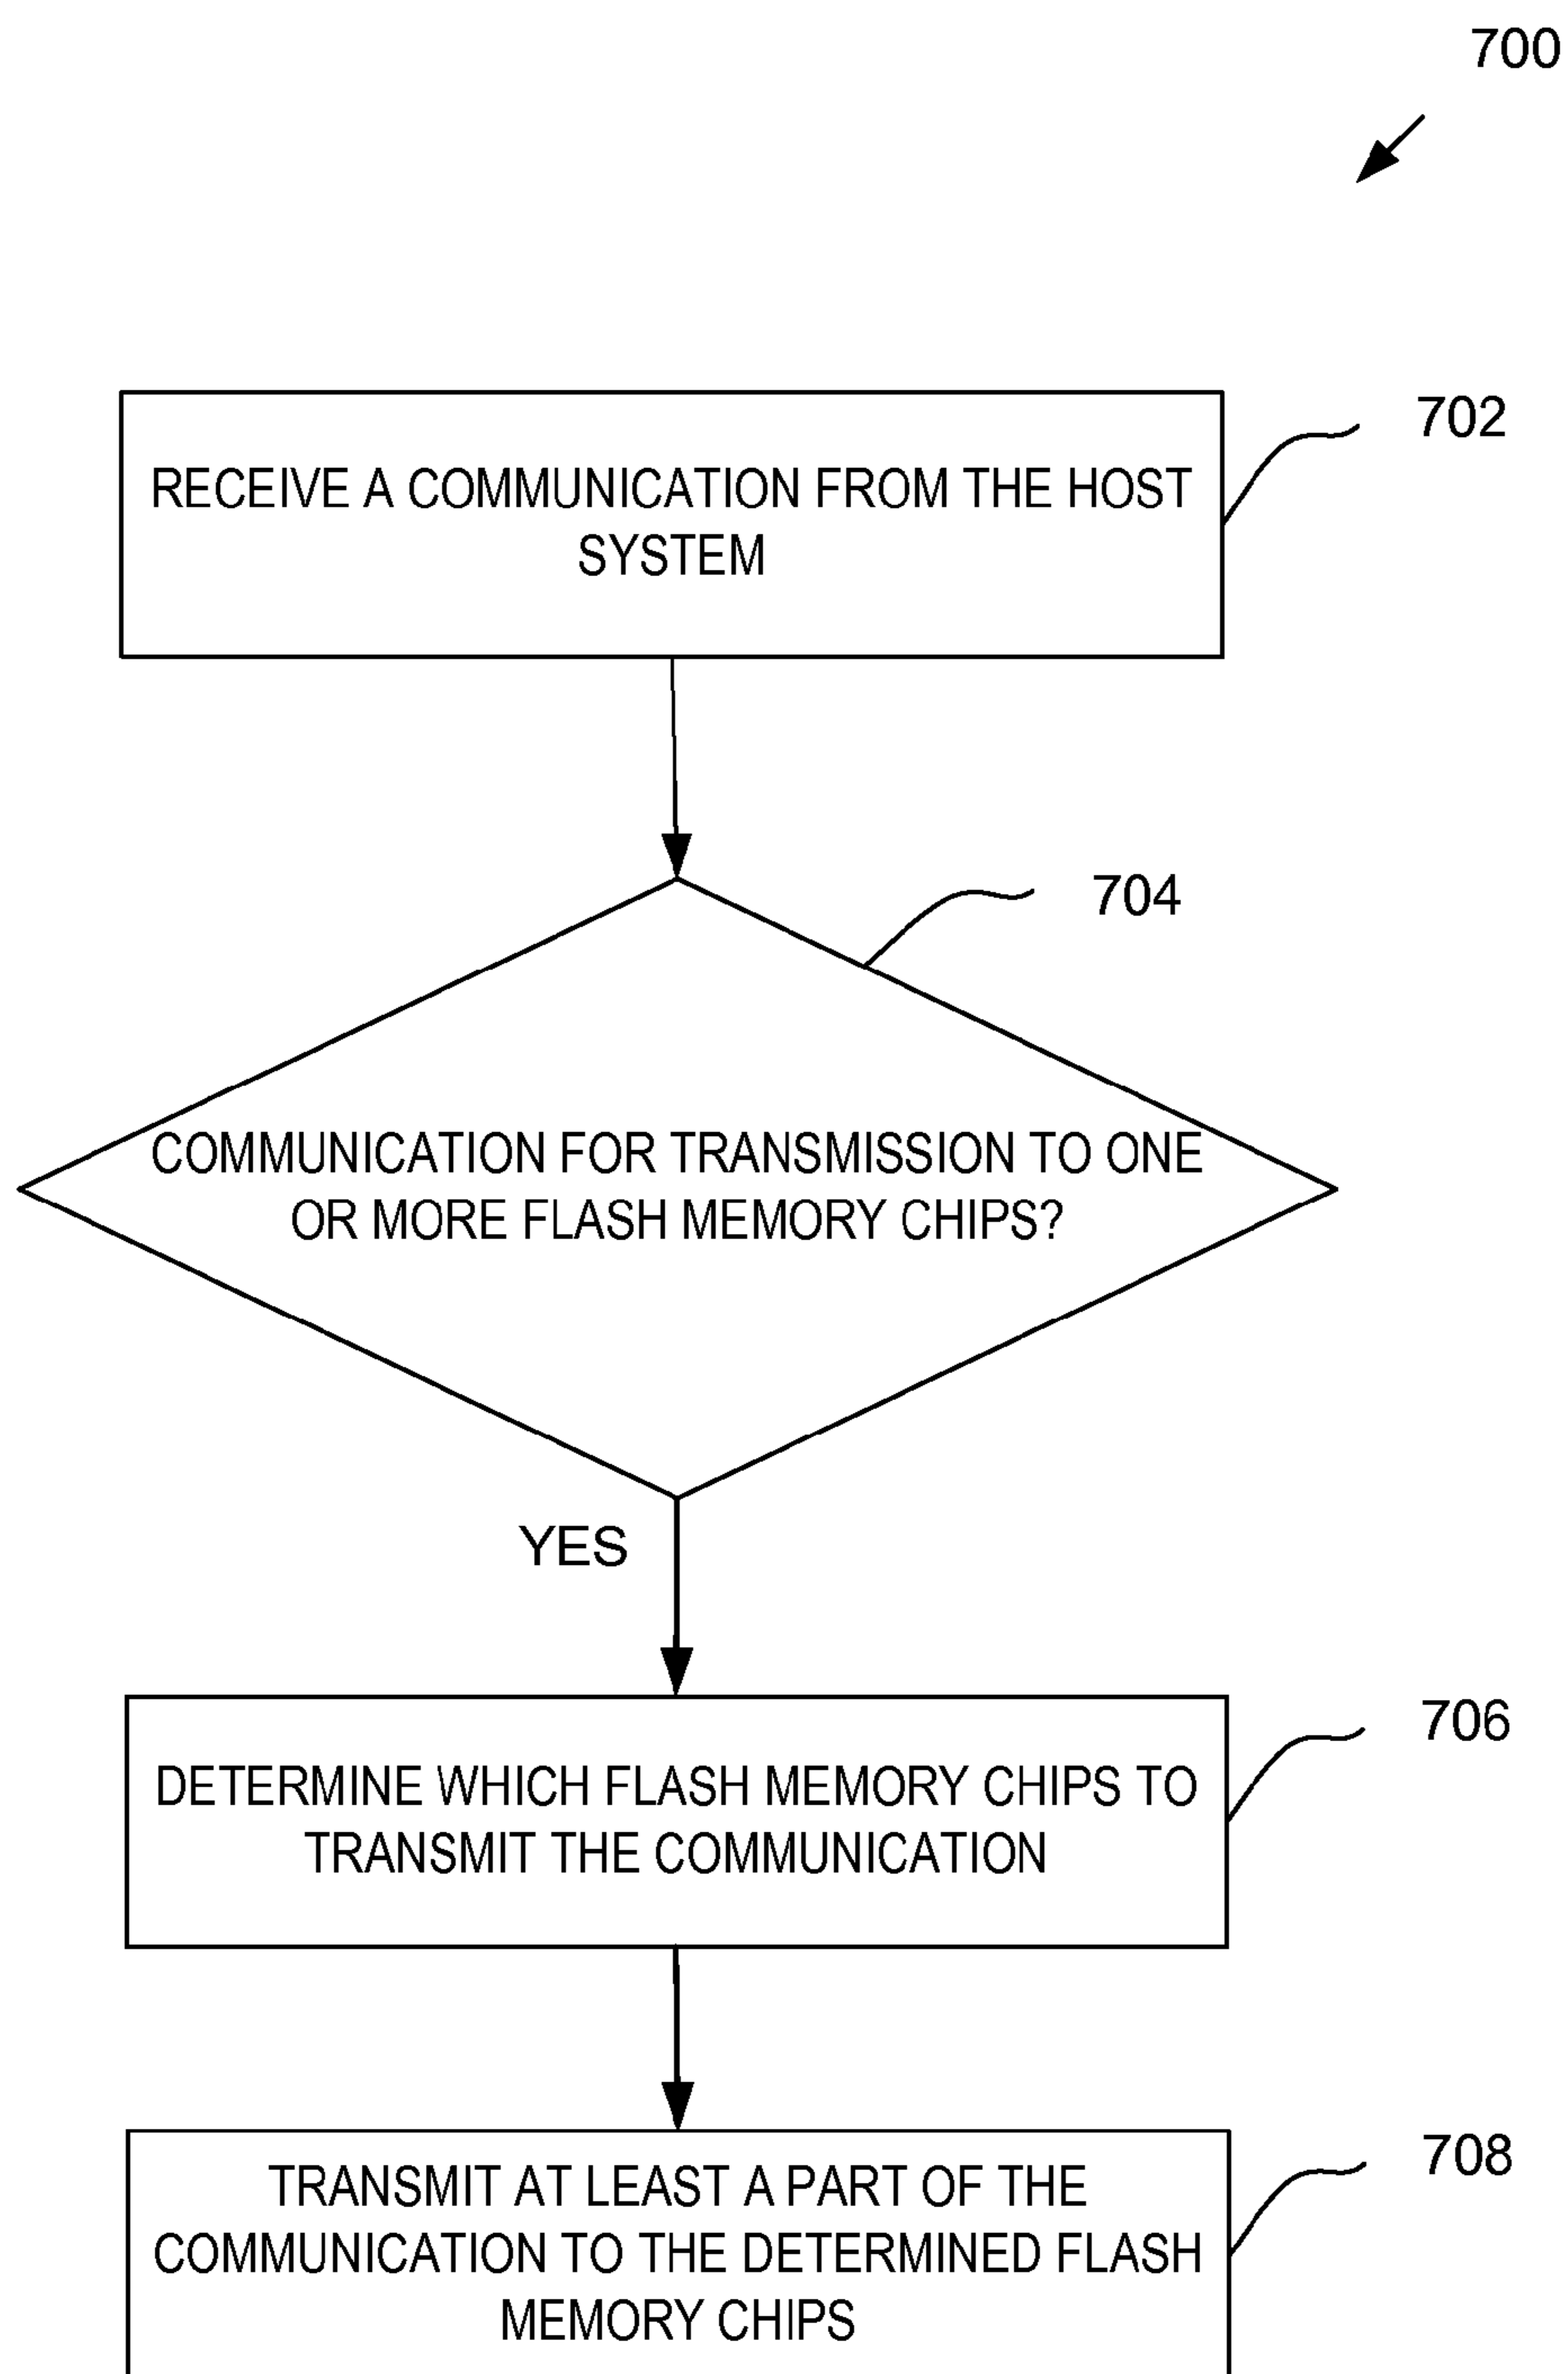 700
702
RECEIVE A COMMUNICATION FROM THE HOST
SYSTEM
704
COMMUNICATION FOR TRANSMISSION TO ONE
OR MORE FLASH MEMORY CHIPS?
YES
706
DETERMINE WHICH FLASH MEMORY CHIPS TO
TRANSMIT THE COMMUNICATION
708
TRANSMIT AT LEAST A PART OF THE
COMMUNICATION TO THE DETERMINED FLASH
MEMORY CHIPS